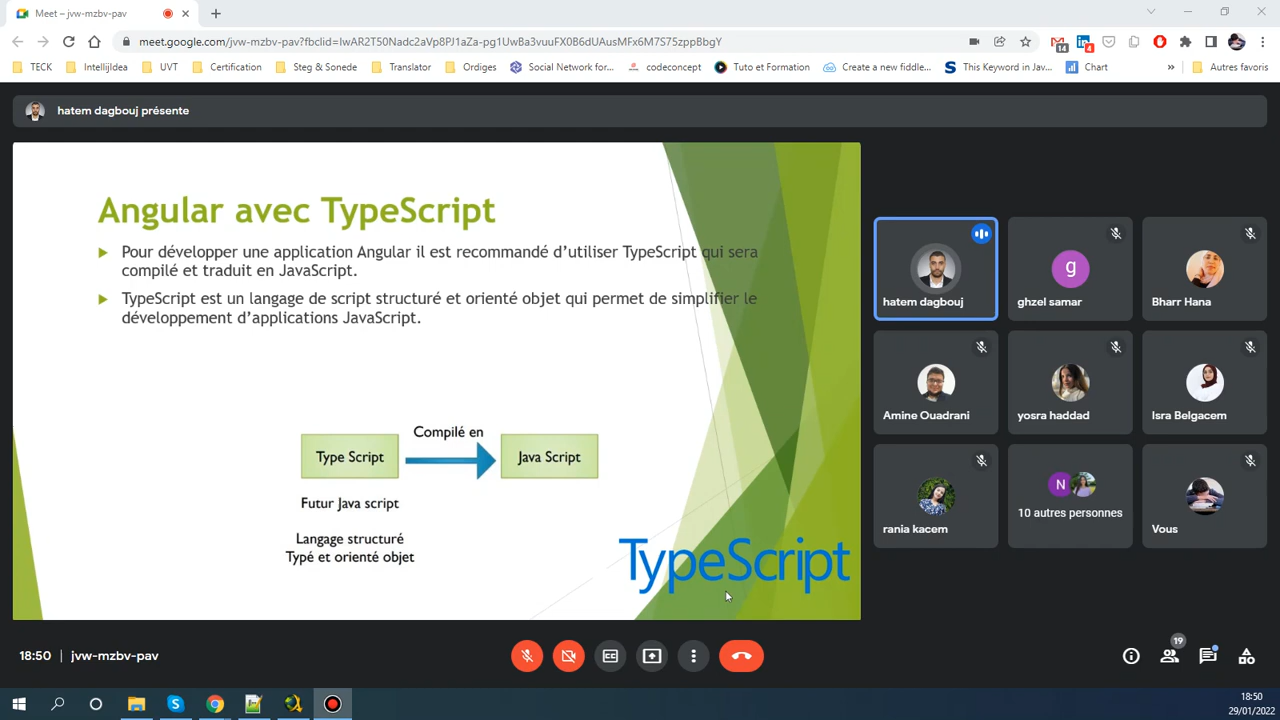 Meet – jvw-mzbv-pav
meet.google.com/jvw-mzbv-pav?fbclid=IwAR2T50Nadc2aVp8PJ1aZa-pg1UwBa3vuuFX0B6dUAusMFx6M7S75zppBgY
14
4
TECK
IntellijIdea
UVT
Certification
Steg & Sonede
Translator
Ordiges
Social Network for...
codeconcept
Tuto et Formation
Create a new fiddle...
This Keyword in Jav...
Chart
»
Autres favoris
hatem dagbouj présente
Angular avec TypeScript
Pour développer une application Angular il est recommandé d’utiliser TypeScript qui sera
compilé et traduit en JavaScript.
TypeScript est un langage de script structuré et orienté objet qui permet de simplifier le
développement d’applications JavaScript.
Compilé en
Type Script
Java Script
Futur Java script
Langage structuré
Typé et orienté objet
TypeScript
hatem dagbouj
g
ghzel samar
Bharr Hana
Amine Ouadrani
yosra haddad
Isra Belgacem
rania kacem
N
10 autres personnes
Vous
18:50 | jvw-mzbv-pav
19
18:50
29/01/2022